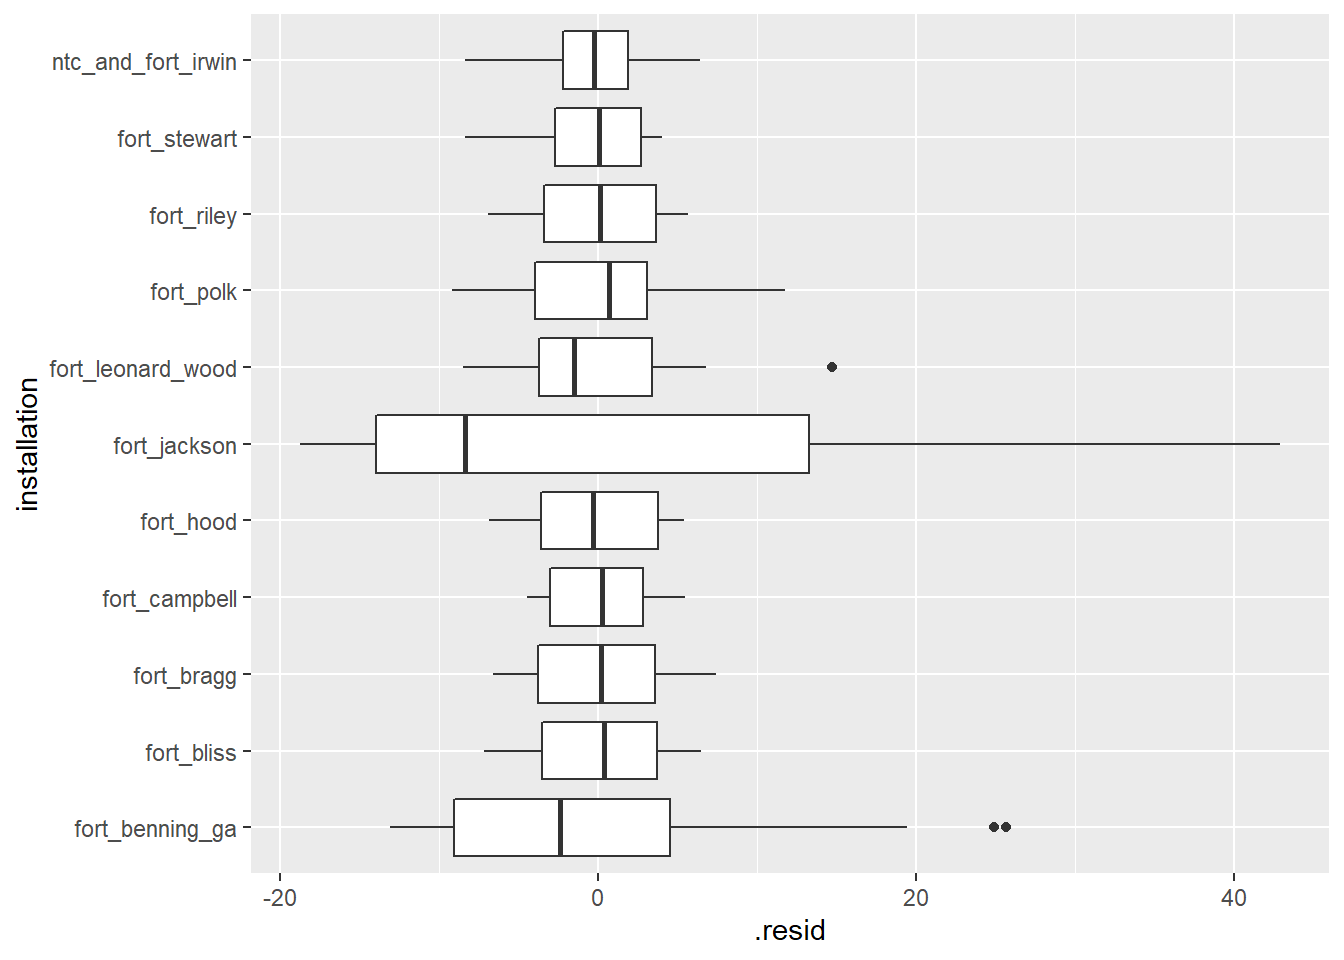 ntc_and_fort_irwin
fort_stewart
fort_riley
fort_polk
fort_leonard_wood
fort_jackson
fort_hood
fort_campbell
fort_bragg
fort_bliss
fort_benning_ga
installation
-20 0 20 40
.resid